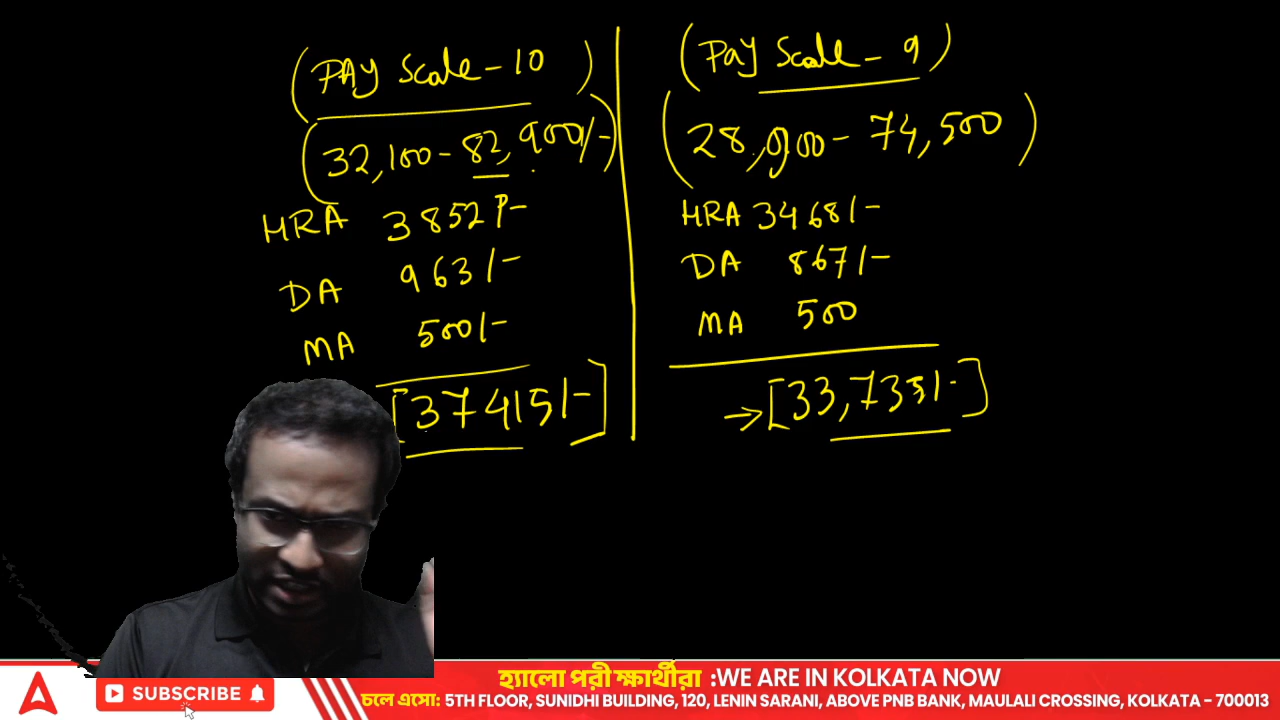 (PAY Scale - 10)
(32,100 - 82,900/-)
HRA 3852/-
DA 963/-
MA 500/-
[37415/-]
(Pay Scale - 9)
(28,900 - 74,500)
HRA 3468/-
DA 867/-
MA 500
→ [33,735/-]
হ্যালো পরীক্ষার্থীরা :WE ARE IN KOLKATA NOW
SUBSCRIBE
চলে এসো: 5TH FLOOR, SUNIDHI BUILDING, 120, LENIN SARANI, ABOVE PNB BANK, MAULALI CROSSING, KOLKATA - 700013